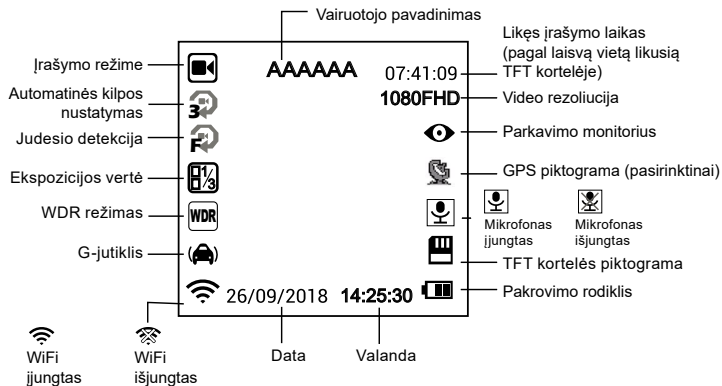 Vairuotojo pavadinimas
Likęs įrašymo laikas
(pagal laisvą vietą likusią
TFT kortelėje)
Įrašymo režime
AAAAAA
07:41:09
Automatinės kilpos
nustatymas
3
1080FHD
Video rezoliucija
Judesio detekcija
F
Parkavimo monitorius
Ekspozicijos vertė
1/3
GPS piktograma (pasirinktinai)
WDR režimas
WDR
Mikrofonas
įjungtas
Mikrofonas
išjungtas
G-jutiklis
TFT kortelės piktograma
26/09/2018
14:25:30
Pakrovimo rodiklis
WiFi
įjungtas
WiFi
išjungtas
Data
Valanda